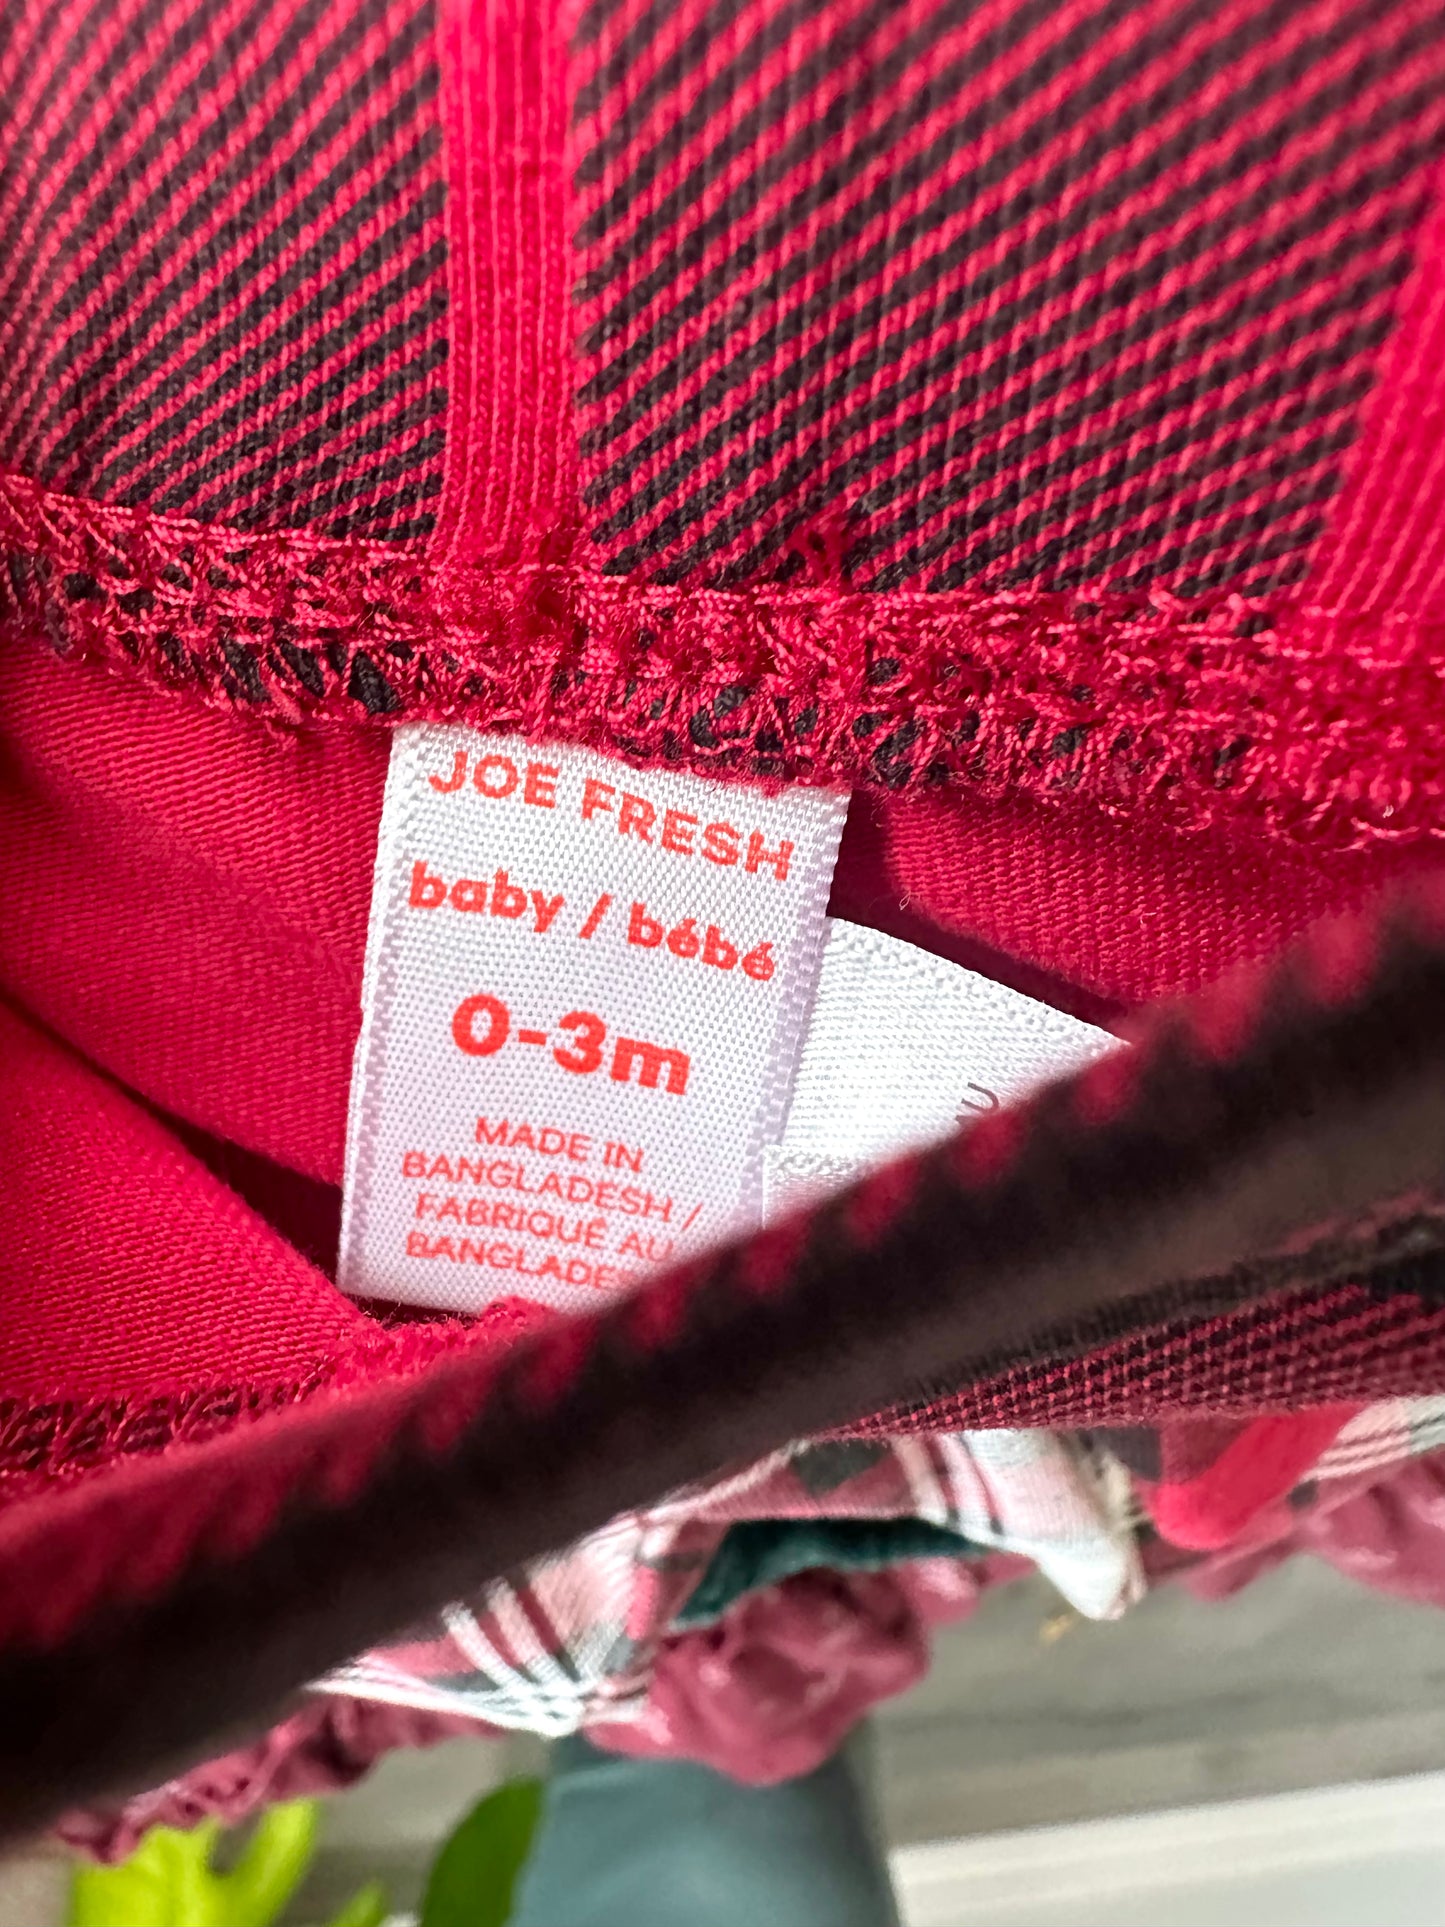 JOE FRESH
baby / bébé
0-3m
MADE IN
BANGLADESH /
FABRIQUÉ AU